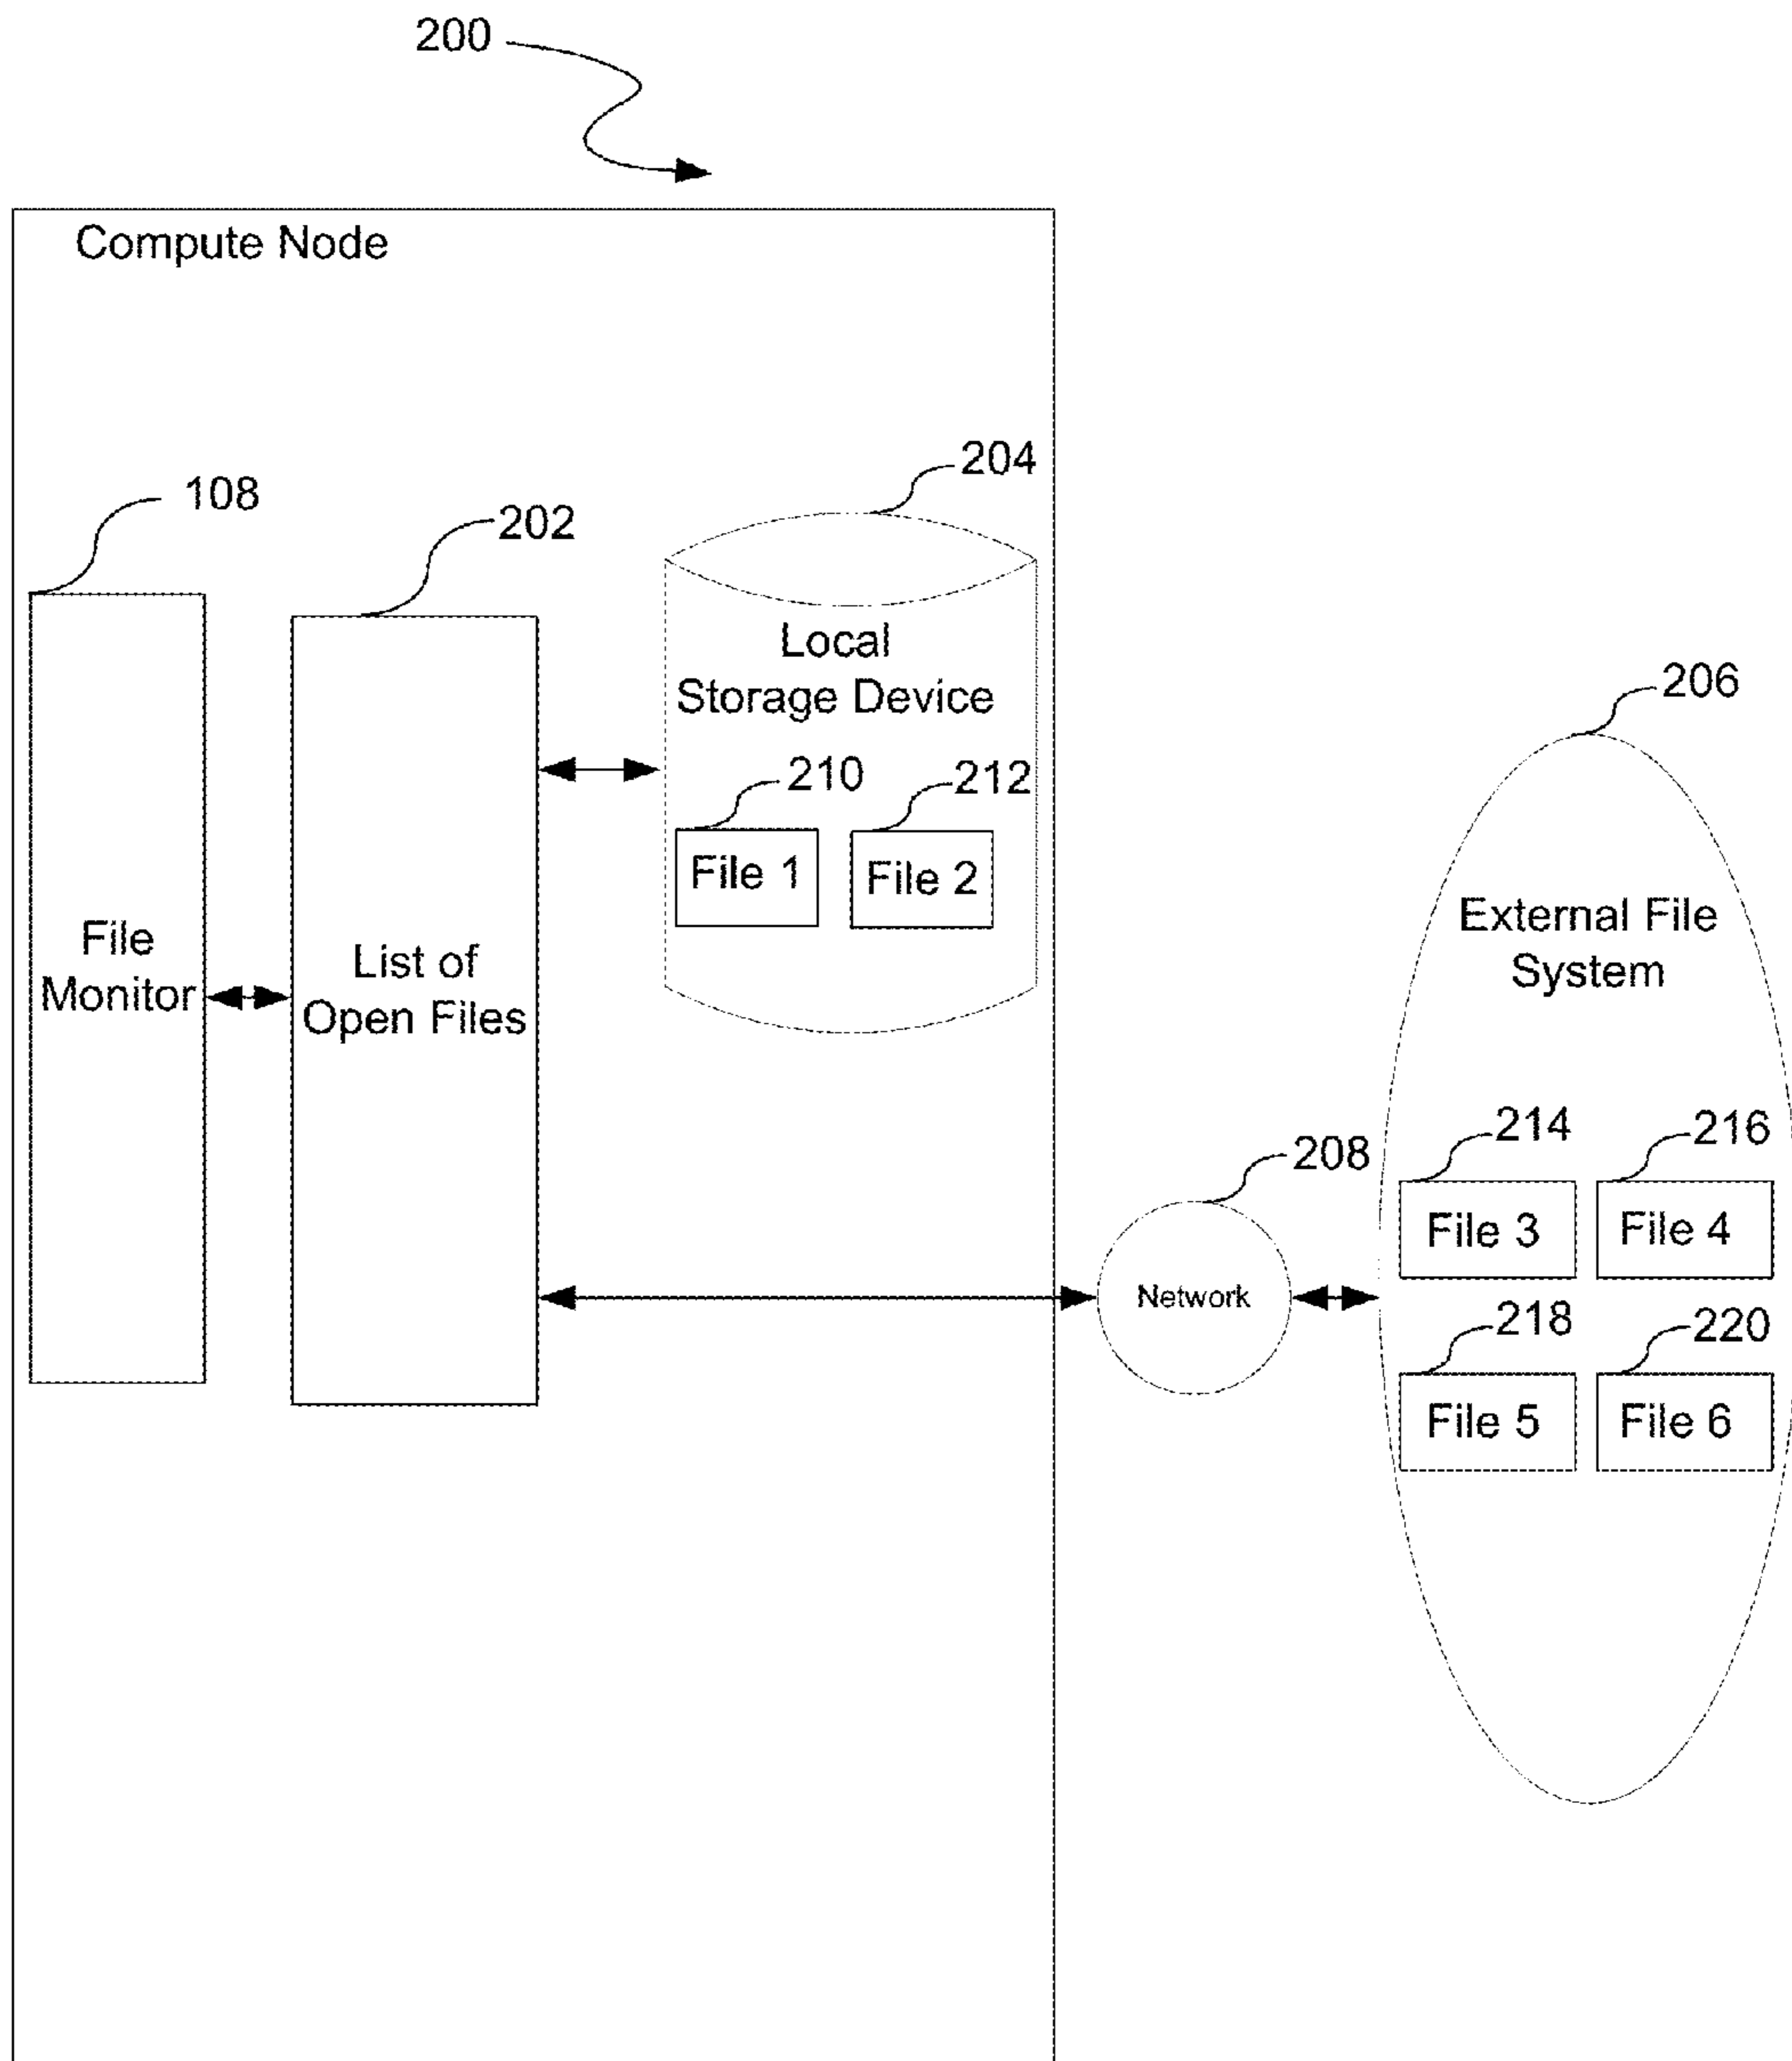 200
Compute Node
204
108
202
Local
Storage Device
206
210
212
File 1
File 2
External File
System
File
Monitor
List of
Open Files
214
216
208
File 3
File 4
Network
218
220
File 5
File 6